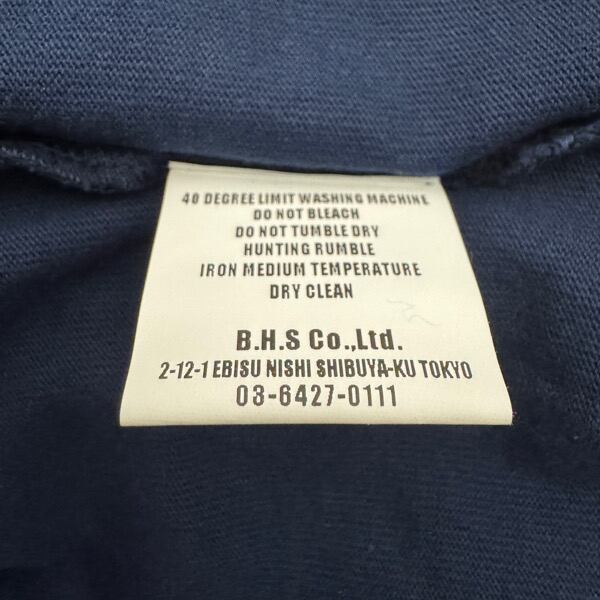 40 DEGREE LIMIT WASHING MACHINE
DO NOT BLEACH
DO NOT TUMBLE DRY
HUNTING RUMBLE
IRON MEDIUM TEMPERATURE
DRY CLEAN
B.H.S Co.,Ltd.
2-12-1 EBISU NISHI SHIBUYA-KU TOKYO
03-6427-0111